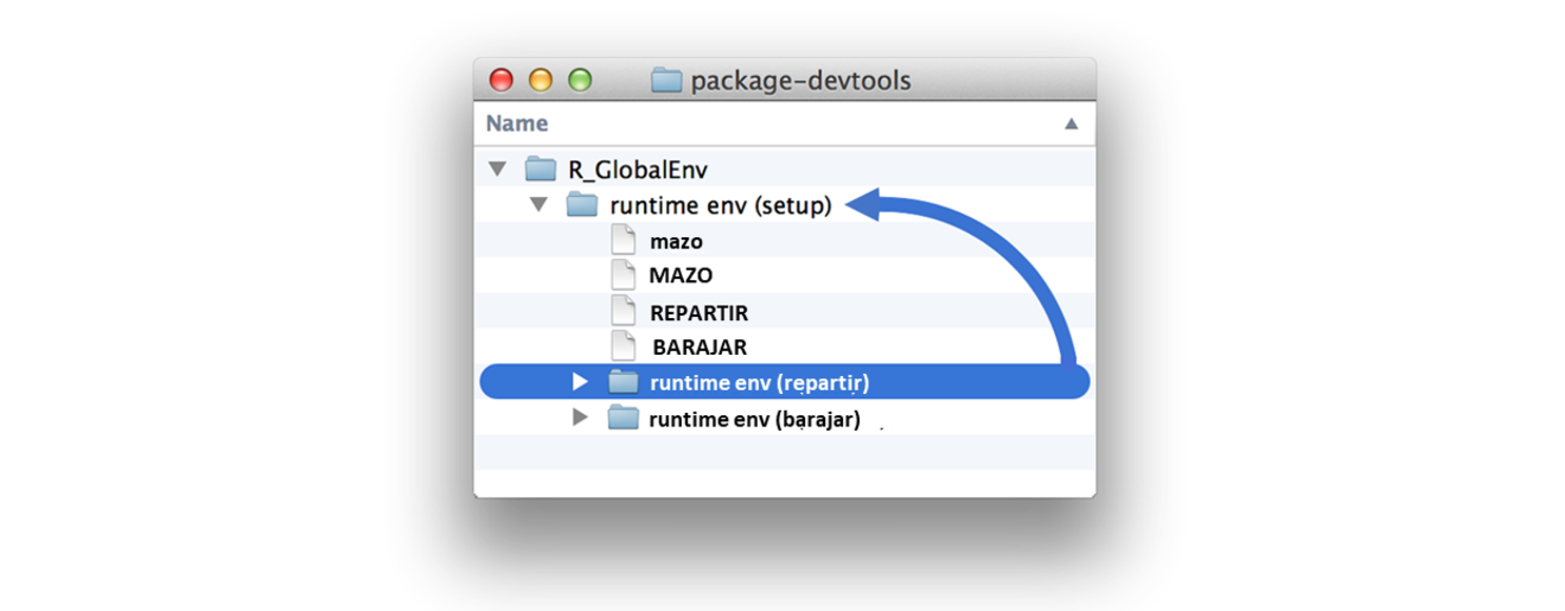 package-devtools
Name
R_GlobalEnv
runtime env (setup)
mazo
MAZO
REPARTIR
BARAJAR
runtime env (repartir)
runtime env (barajar)